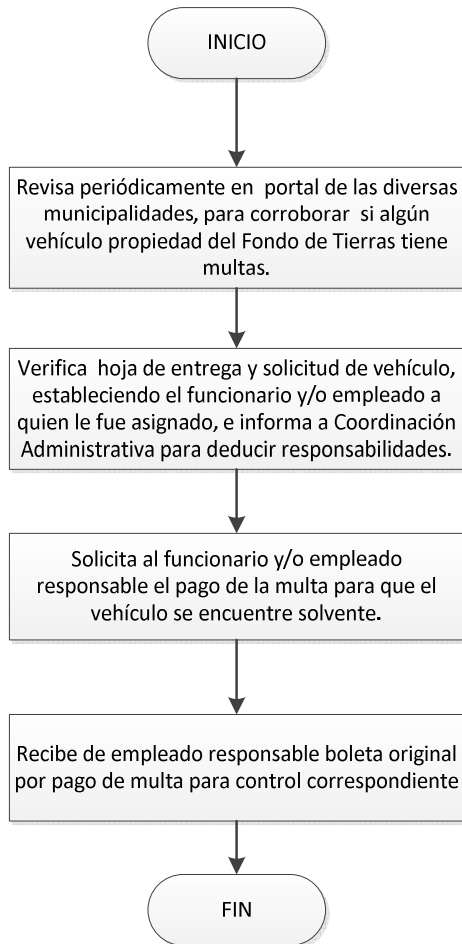 INICIO
Revisa periódicamente en portal de las diversas
municipalidades, para corroborar si algún
vehículo propiedad del Fondo de Tierras tiene
multas.
Verifica hoja de entrega y solicitud de vehículo,
estableciendo el funcionario y/o empleado a
quien le fue asignado, e informa a Coordinación
Administrativa para deducir responsabilidades.
Solicita al funcionario y/o empleado
responsable el pago de la multa para que el
vehículo se encuentre solvente.
Recibe de empleado responsable boleta original
por pago de multa para control correspondiente
FIN